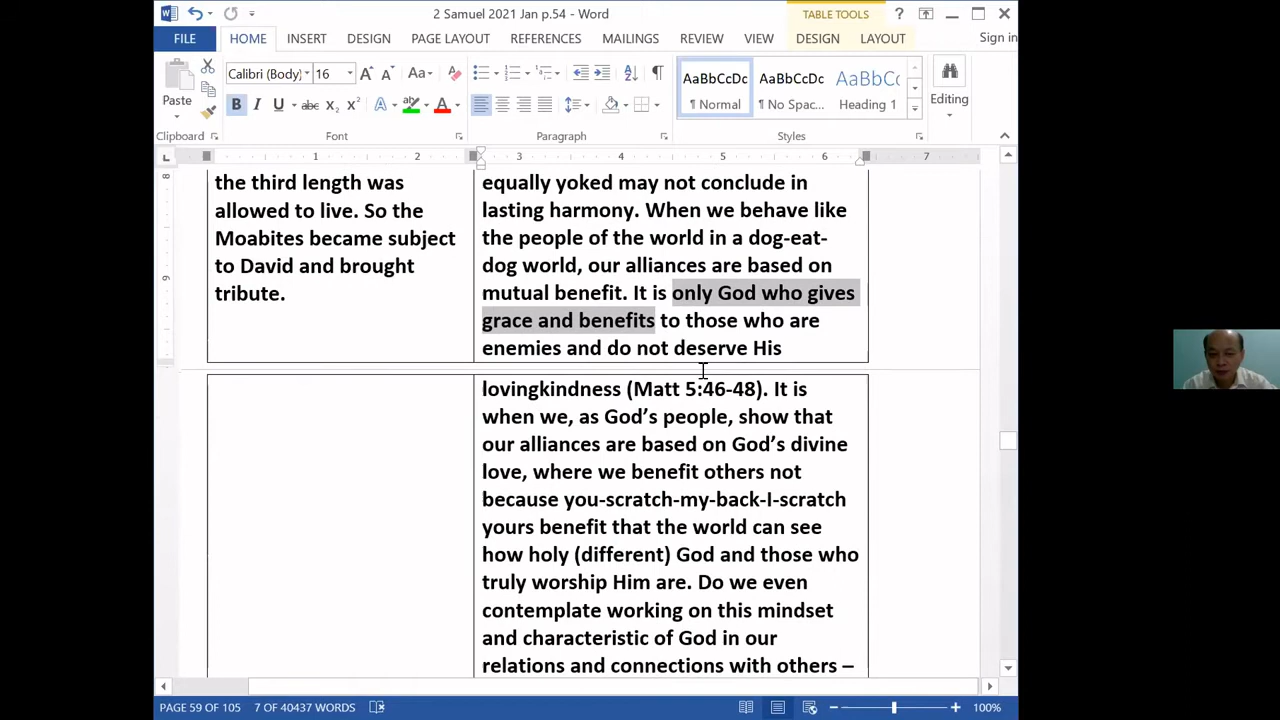 2 Samuel 2021 Jan p.54 - Word
TABLE TOOLS
FILE HOME INSERT DESIGN PAGE LAYOUT REFERENCES MAILINGS REVIEW VIEW DESIGN LAYOUT Sign in
Calibri (Body) 16
Paste
AaBbCcDc AaBbCcDc AaBbCc
¶ Normal ¶ No Spac... Heading 1
Editing
Clipboard Font Paragraph Styles
1 2 3 4 5 6 7
the third length was
allowed to live. So the
Moabites became subject
to David and brought
tribute.
equally yoked may not conclude in
lasting harmony. When we behave like
the people of the world in a dog-eat-
dog world, our alliances are based on
mutual benefit. It is only God who gives
grace and benefits to those who are
enemies and do not deserve His
lovingkindness (Matt 5:46-48). It is
when we, as God’s people, show that
our alliances are based on God’s divine
love, where we benefit others not
because you-scratch-my-back-I-scratch
yours benefit that the world can see
how holy (different) God and those who
truly worship Him are. Do we even
contemplate working on this mindset
and characteristic of God in our
relations and connections with others –
PAGE 59 OF 105 7 OF 40437 WORDS 100%